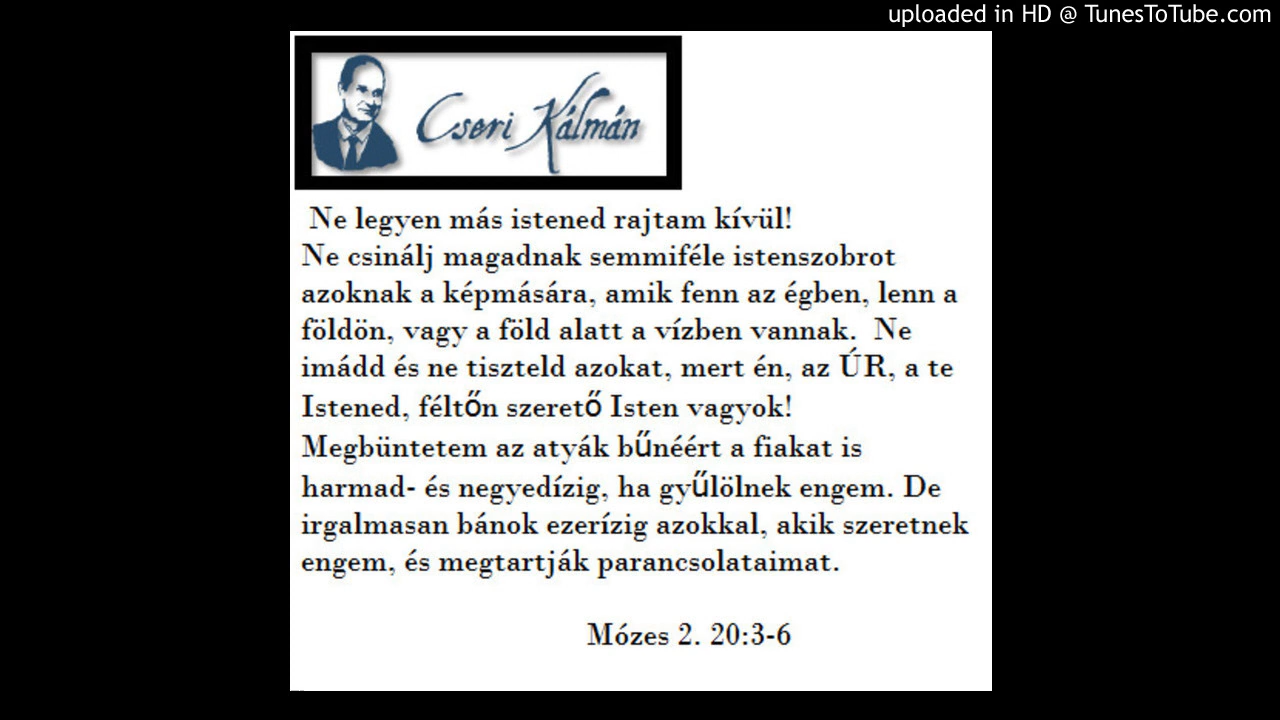 uploaded in HD @ TunesToTube.com
Cseri Kálmán
Ne legyen más istened rajtam kívül!
Ne csinálj magadnak semmiféle istenszobrot
azoknak a képmására, amik fenn az égben, lenn a
földön, vagy a föld alatt a vízben vannak.  Ne
imádd és ne tiszteld azokat, mert én, az ÚR, a te
Istened, féltőn szerető Isten vagyok!
Megbüntetem az atyák bűnéért a fiakat is
harmad- és negyedízig, ha gyűlölnek engem. De
irgalmasan bánok ezerízig azokkal, akik szeretnek
engem, és megtartják parancsolataimat.
Mózes 2. 20:3-6